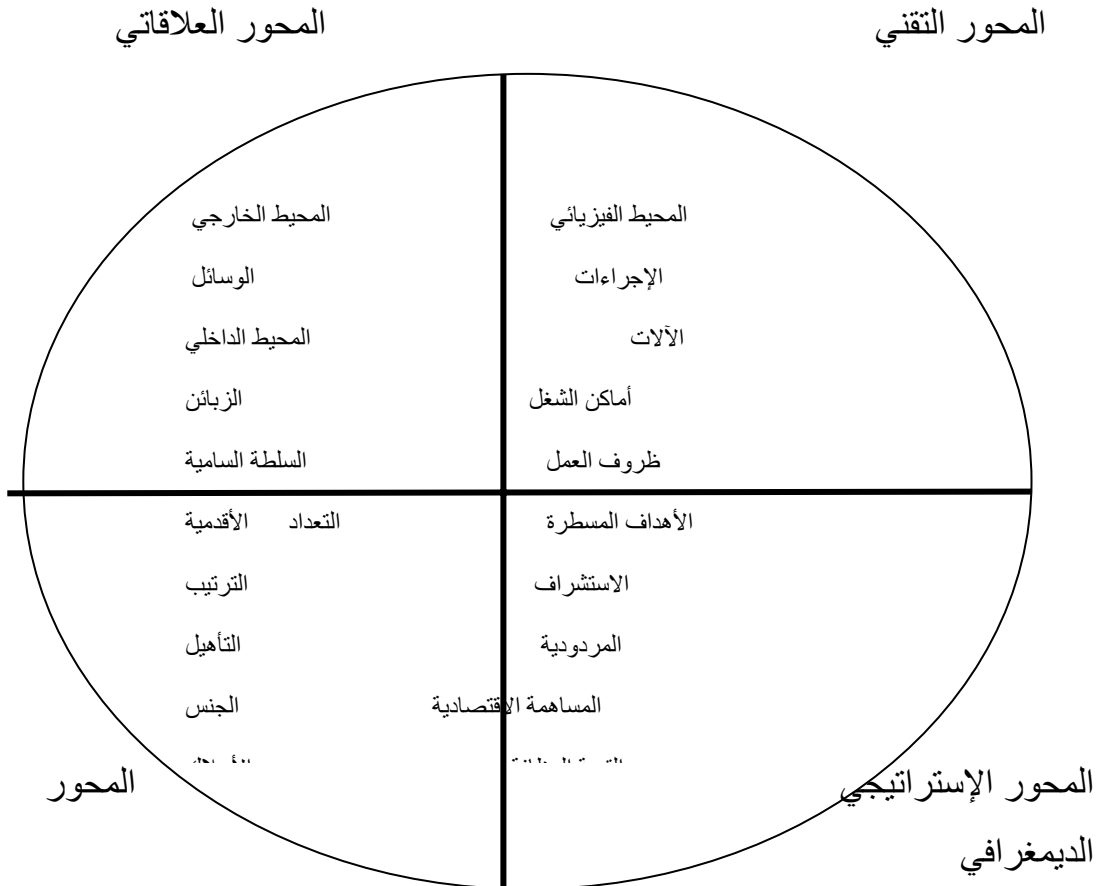 المحور التقني المحور العلاقاتي
المحيط الفيزيائي المحيط الخارجي
الإجراءات الوسائل
الآلات المحيط الداخلي
أماكن الشغل الزبائن
ظروف العمل السلطة السامية
الأهداف المسطرة التعداد الأقدمية
الاستشراف الترتيب
المردودية التأهيل
المساهمة الاقتصادية الجنس
المحور الإستراتيجي المحور
الديمغرافي